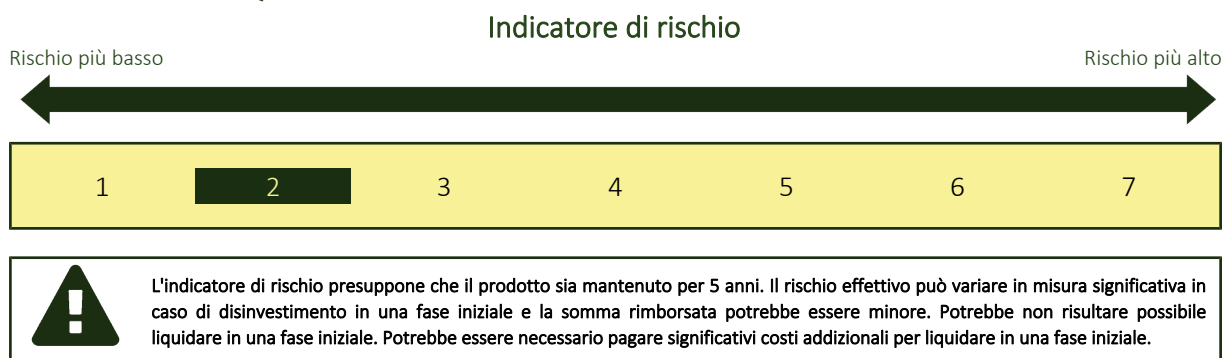 Indicatore di rischio
Rischio più basso
Rischio più alto
1 2 3 4 5 6 7
L'indicatore di rischio presuppone che il prodotto sia mantenuto per 5 anni. Il rischio effettivo può variare in misura significativa in
caso di disinvestimento in una fase iniziale e la somma rimborsata potrebbe essere minore. Potrebbe non risultare possibile
liquidare in una fase iniziale. Potrebbe essere necessario pagare significativi costi addizionali per liquidare in una fase iniziale.